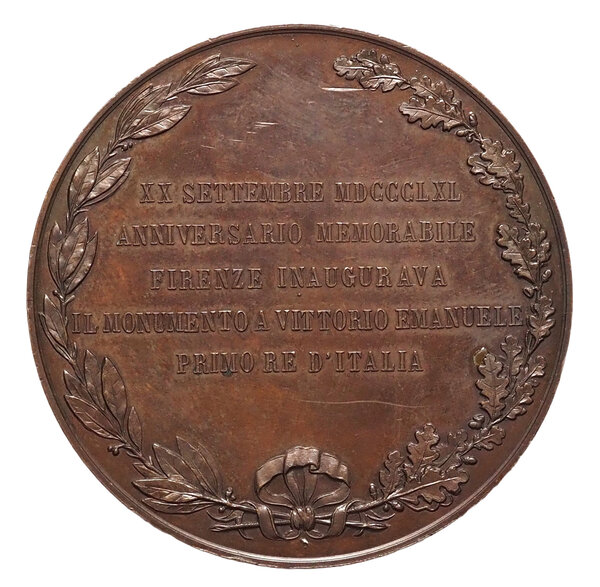 XX SETTEMBRE MDCCCLXL
ANNIVERSARIO MEMORABILE
FIRENZE INAUGURAVA
IL MONUMENTO A VITTORIO EMANUELE
PRIMO RE D'ITALIA